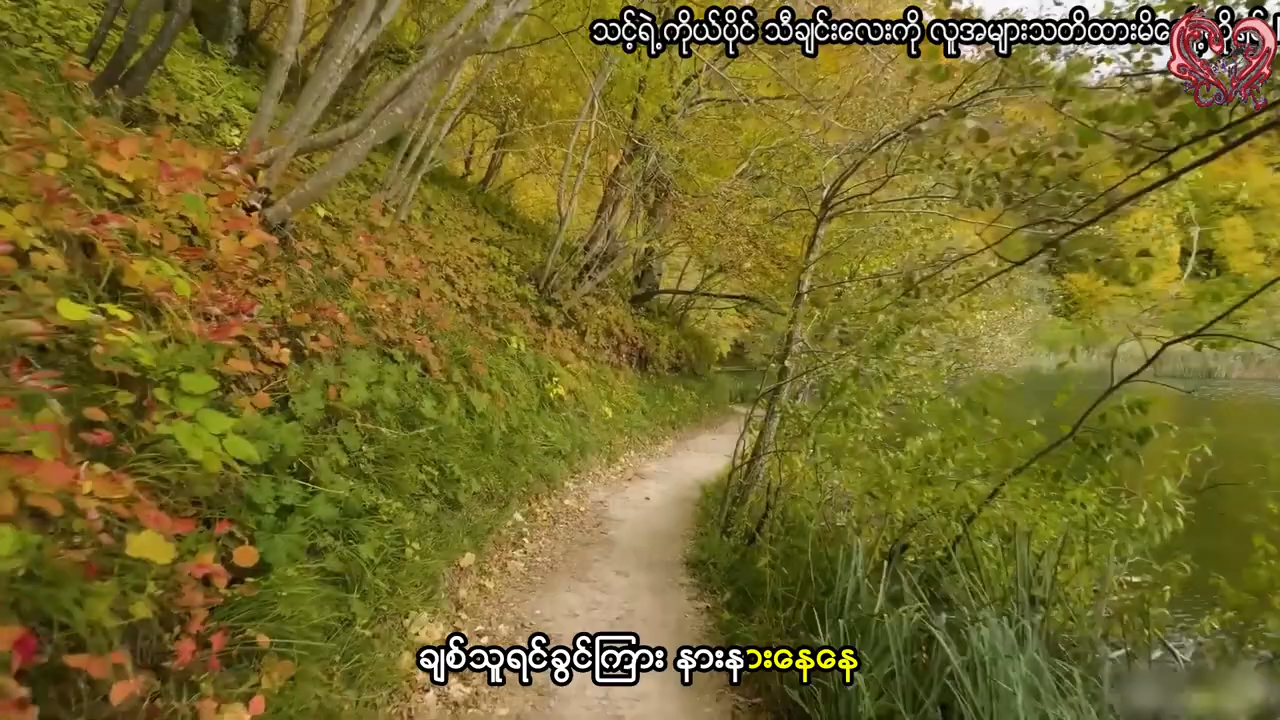 သင့်ရဲ့ကိုယ်ပိုင် သီချင်းလေးကို လူအများသတိထားမိ
ချစ်သူရင်ခွင်ကြား နားနားနေနေ